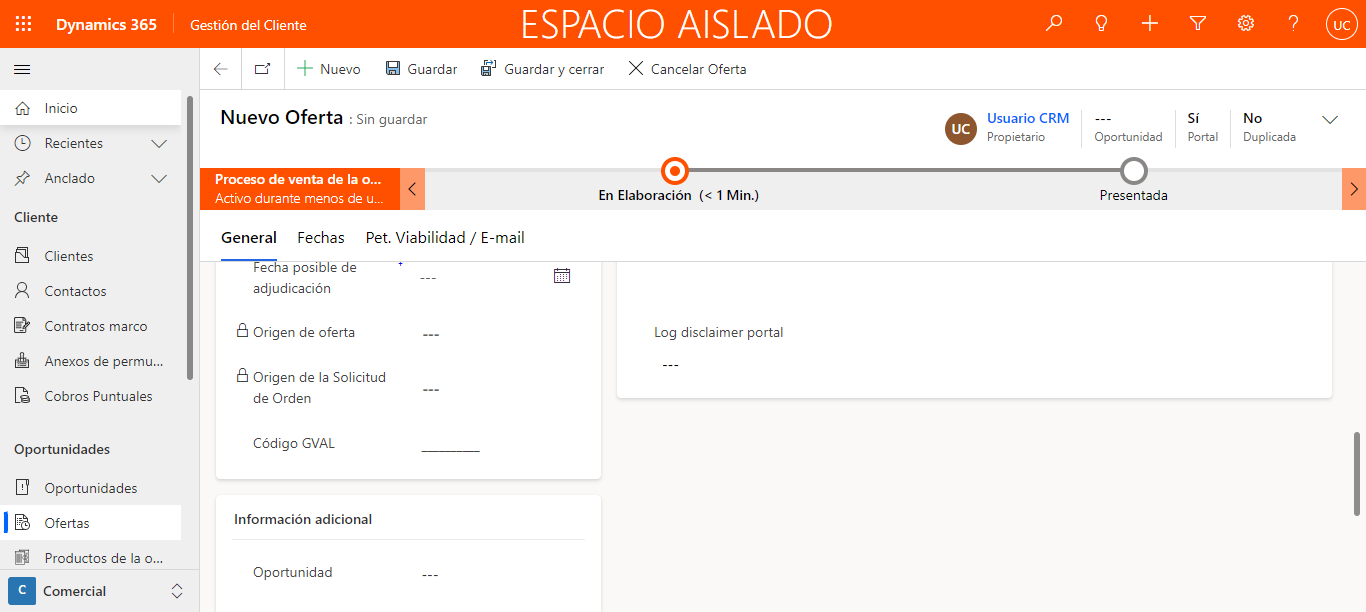 Dynamics 365
Gestión del Cliente
ESPACIO AISLADO
UC
Nuevo
Guardar
Guardar y cerrar
Cancelar Oferta
Inicio
Recientes
Anclado
Cliente
Clientes
Contactos
Contratos marco
Anexos de permu...
Cobros Puntuales
Oportunidades
Oportunidades
Ofertas
Productos de la o...
C Comercial
Nuevo Oferta : Sin guardar
UC
Usuario CRM
Propietario
---
Oportunidad
Sí
Portal
No
Duplicada
Proceso de venta de la o...
Activo durante menos de u...
En Elaboración (< 1 Min.)
Presentada
General
Fechas
Pet. Viabilidad / E-mail
Fecha posible de
adjudicación
---
Origen de oferta
---
Origen de la Solicitud
de Orden
---
Código GVAL
__________
Log disclaimer portal
---
Información adicional
Oportunidad
---